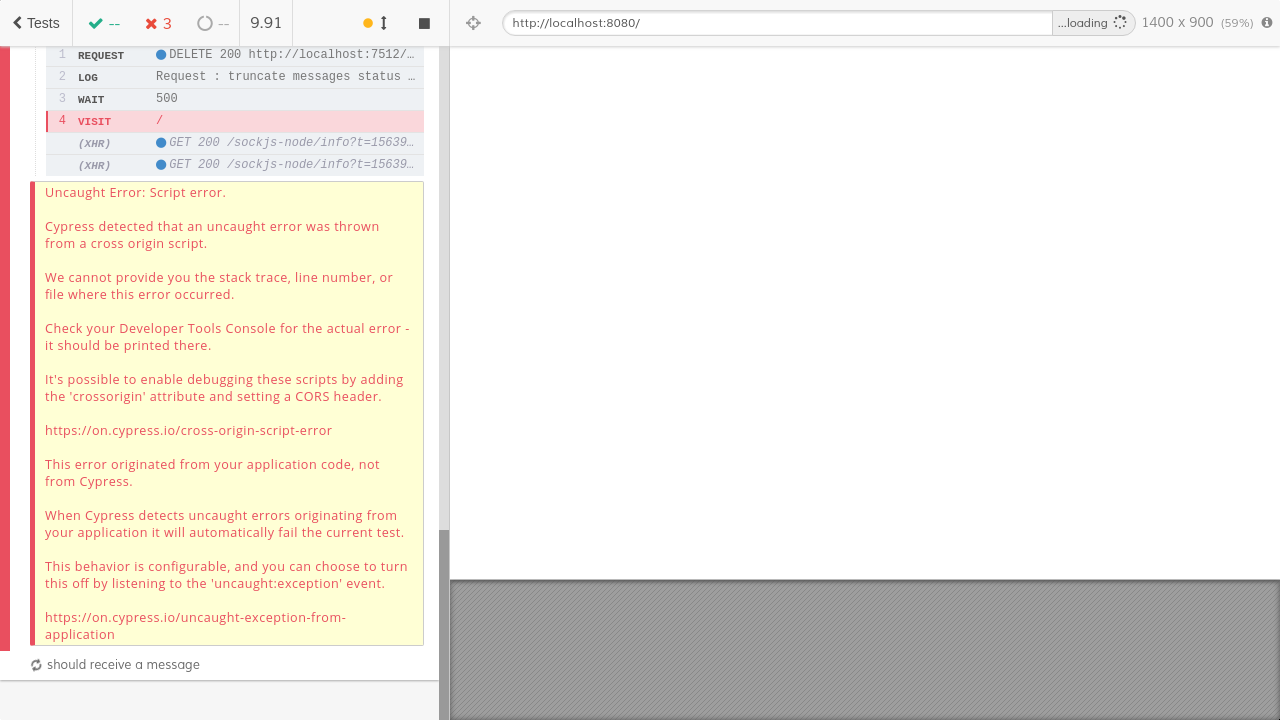 Tests -- 3 -- 9.91
http://localhost:8080/ ...loading 1400 x 900 (59%)
1 REQUEST DELETE 200 http://localhost:7512/…
2 LOG Request : truncate messages status …
3 WAIT 500
4 VISIT /
(XHR) GET 200 /sockjs-node/info?t=15639…
(XHR) GET 200 /sockjs-node/info?t=15639…
Uncaught Error: Script error.
Cypress detected that an uncaught error was thrown
from a cross origin script.
We cannot provide you the stack trace, line number, or
file where this error occurred.
Check your Developer Tools Console for the actual error -
it should be printed there.
It's possible to enable debugging these scripts by adding
the 'crossorigin' attribute and setting a CORS header.
https://on.cypress.io/cross-origin-script-error
This error originated from your application code, not
from Cypress.
When Cypress detects uncaught errors originating from
your application it will automatically fail the current test.
This behavior is configurable, and you can choose to turn
this off by listening to the 'uncaught:exception' event.
https://on.cypress.io/uncaught-exception-from-
application
should receive a message